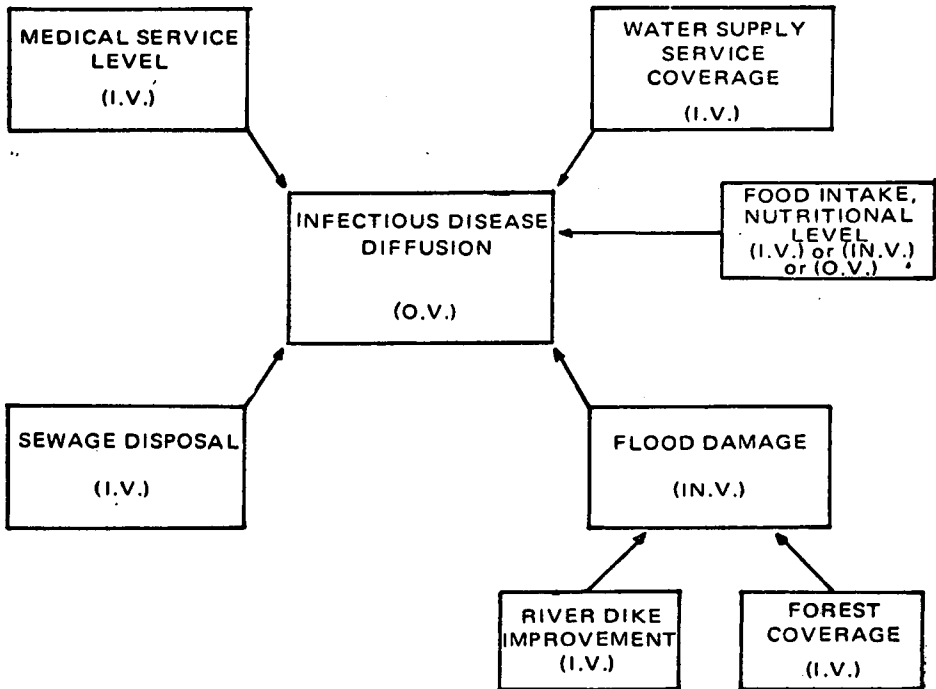 MEDICAL SERVICE
LEVEL
(I.V.)
WATER SUPPLY
SERVICE
COVERAGE
(I.V.)
INFECTIOUS DISEASE
DIFFUSION
(O.V.)
FOOD INTAKE,
NUTRITIONAL
LEVEL
(I.V.) or (IN.V.)
or (O.V.)
SEWAGE DISPOSAL
(I.V.)
FLOOD DAMAGE
(IN.V.)
RIVER DIKE
IMPROVEMENT
(I.V.)
FOREST
COVERAGE
(I.V.)